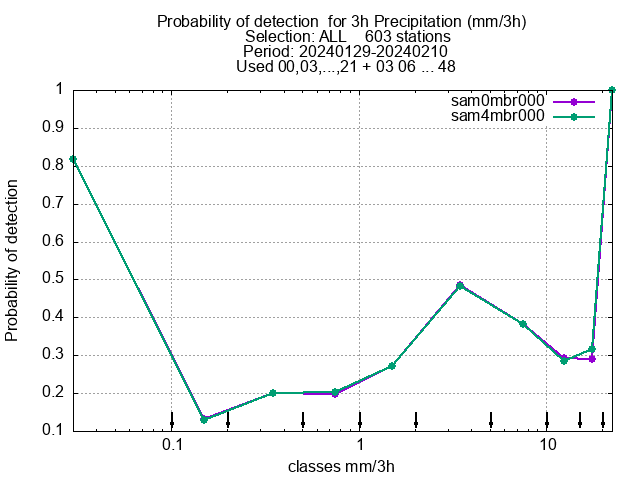 Probability of detection  for 3h Precipitation (mm/3h)
Selection: ALL    603 stations
Period: 20240129-20240210
Used 00,03,...,21 + 03 06 ... 48
sam0mbr000
sam4mbr000
1
0.9
0.8
0.7
0.6
0.5
0.4
0.3
0.2
0.1
Probability of detection
0.1 1 10
classes mm/3h